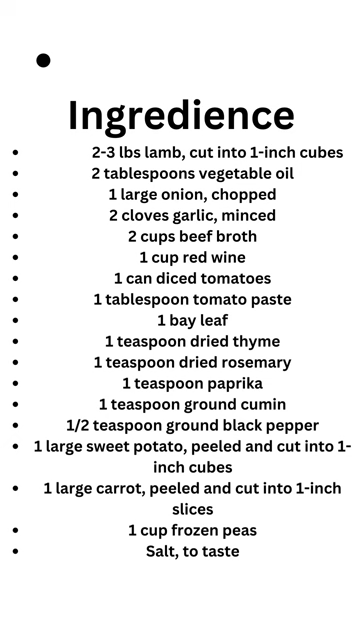 Ingredience
2-3 lbs lamb, cut into 1-inch cubes
2 tablespoons vegetable oil
1 large onion, chopped
2 cloves garlic, minced
2 cups beef broth
1 cup red wine
1 can diced tomatoes
1 tablespoon tomato paste
1 bay leaf
1 teaspoon dried thyme
1 teaspoon dried rosemary
1 teaspoon paprika
1 teaspoon ground cumin
1/2 teaspoon ground black pepper
1 large sweet potato, peeled and cut into 1-
inch cubes
1 large carrot, peeled and cut into 1-inch
slices
1 cup frozen peas
Salt, to taste